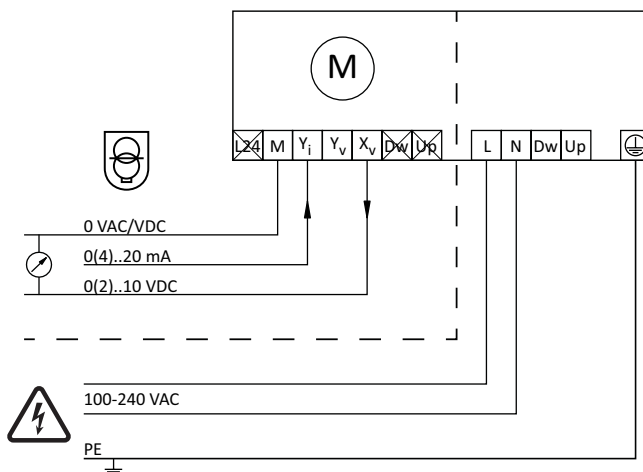 M
L24 M Yi Yv Xv Dw Up L N Dw Up
0 VAC/VDC
0(4)..20 mA
0(2)..10 VDC
100-240 VAC
PE